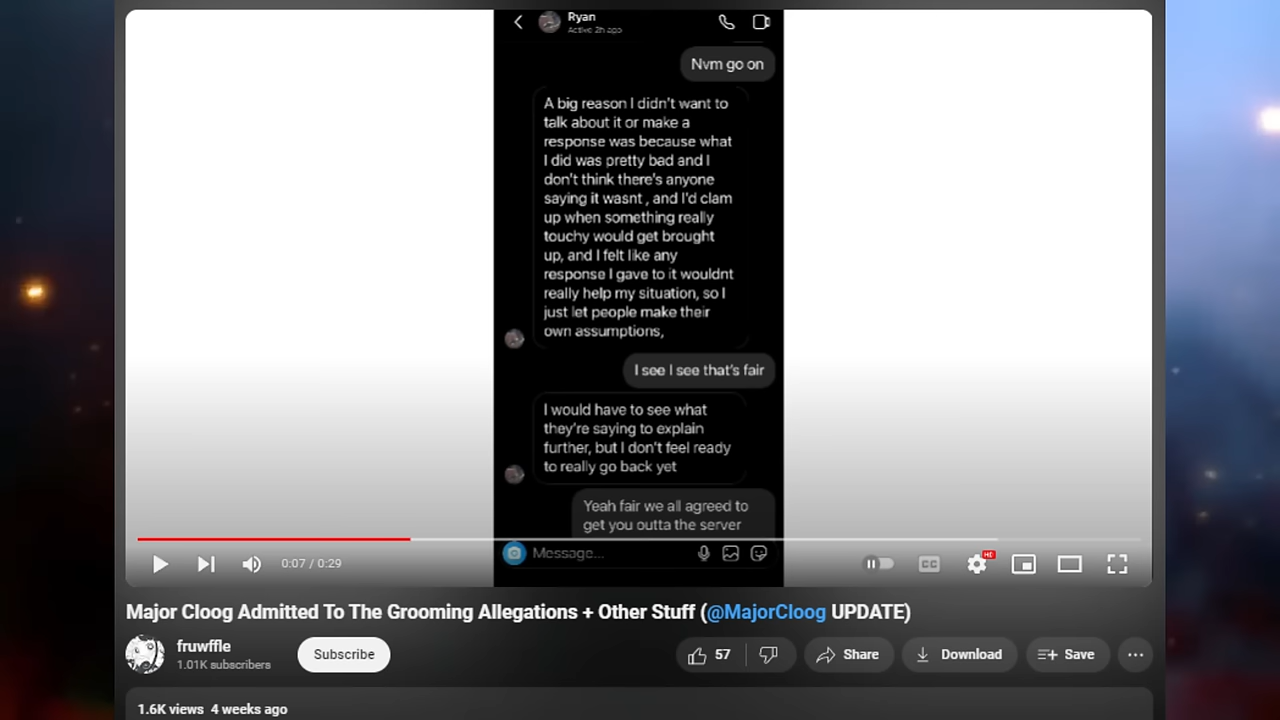 Ryan
Active 2h ago
Nvm go on
A big reason I didn't want to
talk about it or make a
response was because what
I did was pretty bad and I
don't think there's anyone
saying it wasnt , and I'd clam
up when something really
touchy would get brought
up, and I felt like any
response I gave to it wouldnt
really help my situation, so I
just let people make their
own assumptions,
I see I see that's fair
I would have to see what
they're saying to explain
further, but I don't feel ready
to really go back yet
Yeah fair we all agreed to
get you outta the server
Message...
0:07 / 0:29
CC
HD
Major Cloog Admitted To The Grooming Allegations + Other Stuff (@MajorCloog UPDATE)
fruwffle
1.01K subscribers
Subscribe
57
Share
Download
Save
1.6K views 4 weeks ago